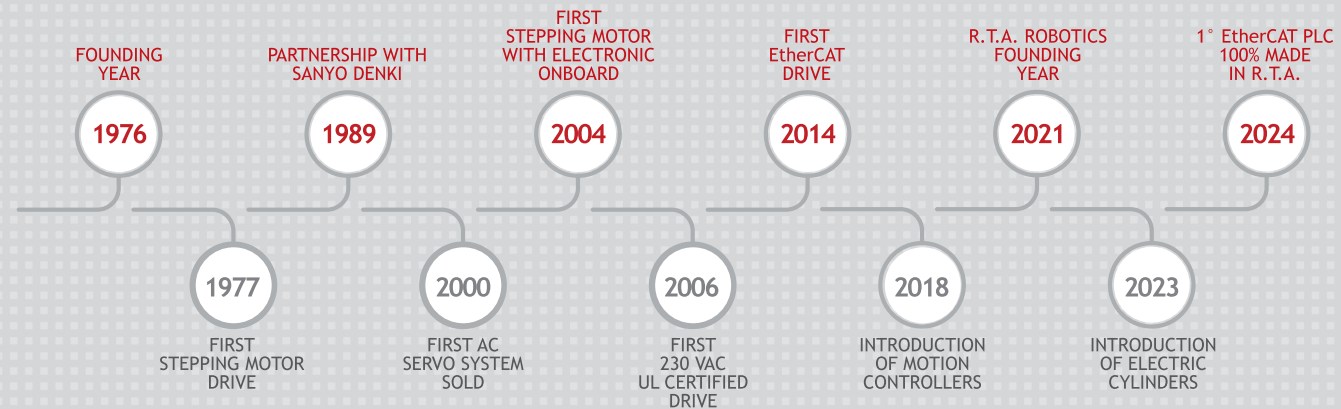 FOUNDING
YEAR
1976
1977
FIRST
STEPPING MOTOR
DRIVE
PARTNERSHIP WITH
SANYO DENKI
1989
2000
FIRST AC
SERVO SYSTEM
SOLD
FIRST
STEPPING MOTOR
WITH ELECTRONIC
ONBOARD
2004
2006
FIRST
230 VAC
UL CERTIFIED
DRIVE
FIRST
EtherCAT
DRIVE
2014
2018
INTRODUCTION
OF MOTION
CONTROLLERS
R.T.A. ROBOTICS
FOUNDING
YEAR
2021
2023
INTRODUCTION
OF ELECTRIC
CYLINDERS
1° EtherCAT PLC
100% MADE
IN R.T.A.
2024